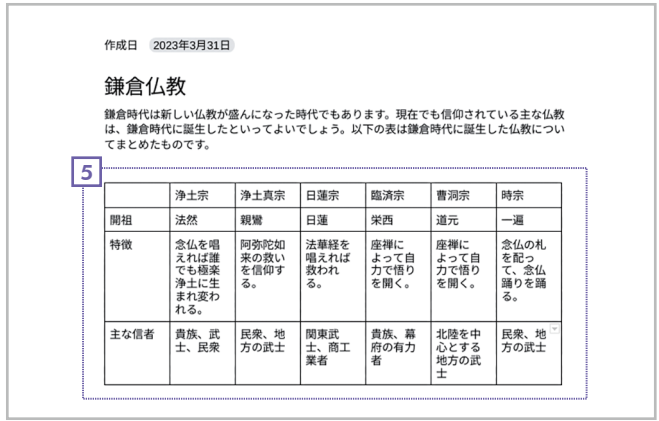 作成日 2023年3月31日
鎌倉仏教
鎌倉時代は新しい仏教が盛んになった時代でもあります。現在でも信仰されている主な仏教
は、鎌倉時代に誕生したといってよいでしょう。以下の表は鎌倉時代に誕生した仏教につい
てまとめたものです。
5
浄土宗 浄土真宗 日蓮宗 臨済宗 曹洞宗 時宗
開祖 法然 親鸞 日蓮 栄西 道元 一遍
特徴 念仏を唱 阿弥陀如 法華経を 座禅に 座禅に 念仏の札
えれば誰 来の救い 唱えれば よって自 よって自 を配っ
でも極楽 を信仰す 救われ 力で悟り 力で悟り て、念仏
浄土に生 る。 る。 を開く。 を開く。 踊りを踊
まれ変わ る。
れる。
主な信者 貴族、武 民衆、地 関東武 貴族、幕 北陸を中 民衆、地
士、民衆 方の武士 士、商工 府の有力 心とする 方の武士
業者 者 地方の武
士